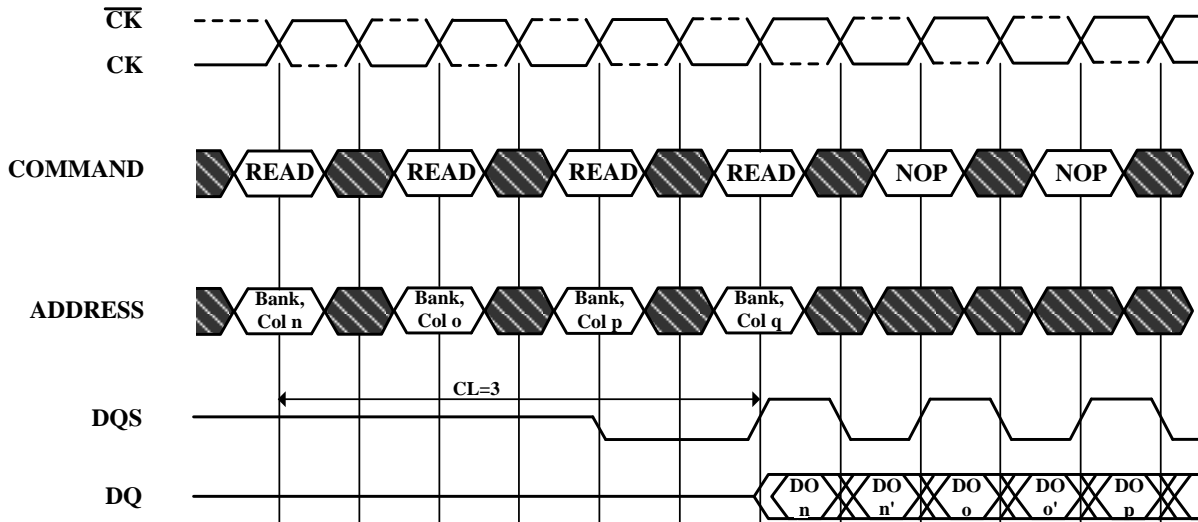 CK
CK
COMMAND
READ READ READ READ NOP NOP
ADDRESS
Bank, Bank, Bank, Bank,
Col n Col o Col p Col q
CL=3
DQS
DQ
DO DO DO DO DO
n n' o o' p